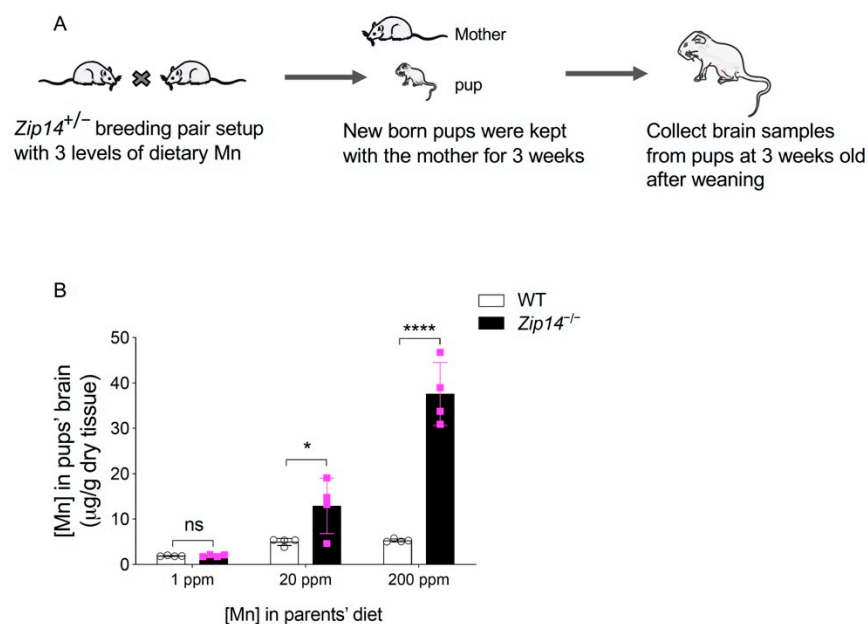 A
Mother
pup
Zip14+/− breeding pair setup
with 3 levels of dietary Mn
New born pups were kept
with the mother for 3 weeks
Collect brain samples
from pups at 3 weeks old
after weaning
B
WT
Zip14−/−
[Mn] in pups' brain
(μg/g dry tissue)
50
40
30
20
10
0
ns
*
****
1 ppm
20 ppm
200 ppm
[Mn] in parents' diet